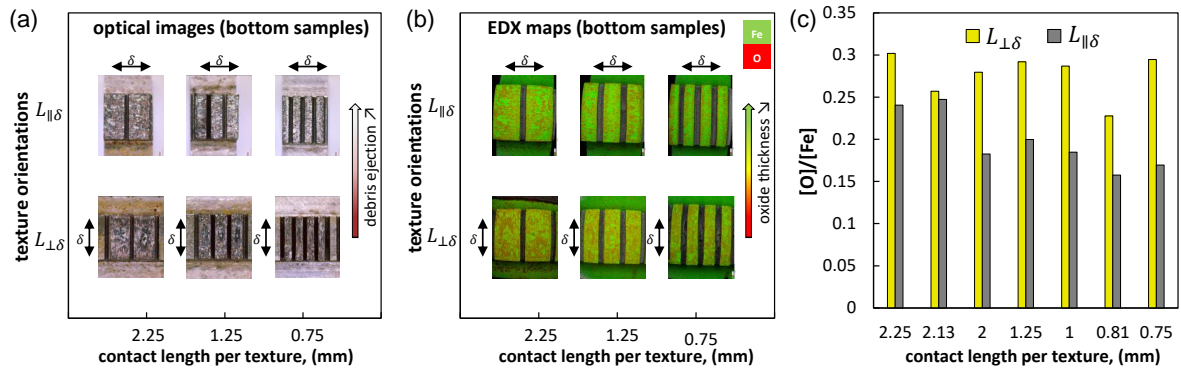 (a)
optical images (bottom samples)
texture orientations
L∥δ
L⊥δ
δ
δ
δ
δ
δ
δ
debris ejection ↗
2.25
1.25
0.75
contact length per texture, (mm)
(b)
EDX maps (bottom samples)
Fe
O
texture orientations
L∥δ
L⊥δ
δ
δ
δ
δ
δ
δ
oxide thickness ↘
2.25
1.25
0.75
contact length per texture, (mm)
(c)
[O]/[Fe]
0.35
0.3
0.25
0.2
0.15
0.1
0.05
0
L⊥δ L∥δ
2.25 2.13 2 1.25 1 0.81 0.75
contact length per texture, (mm)